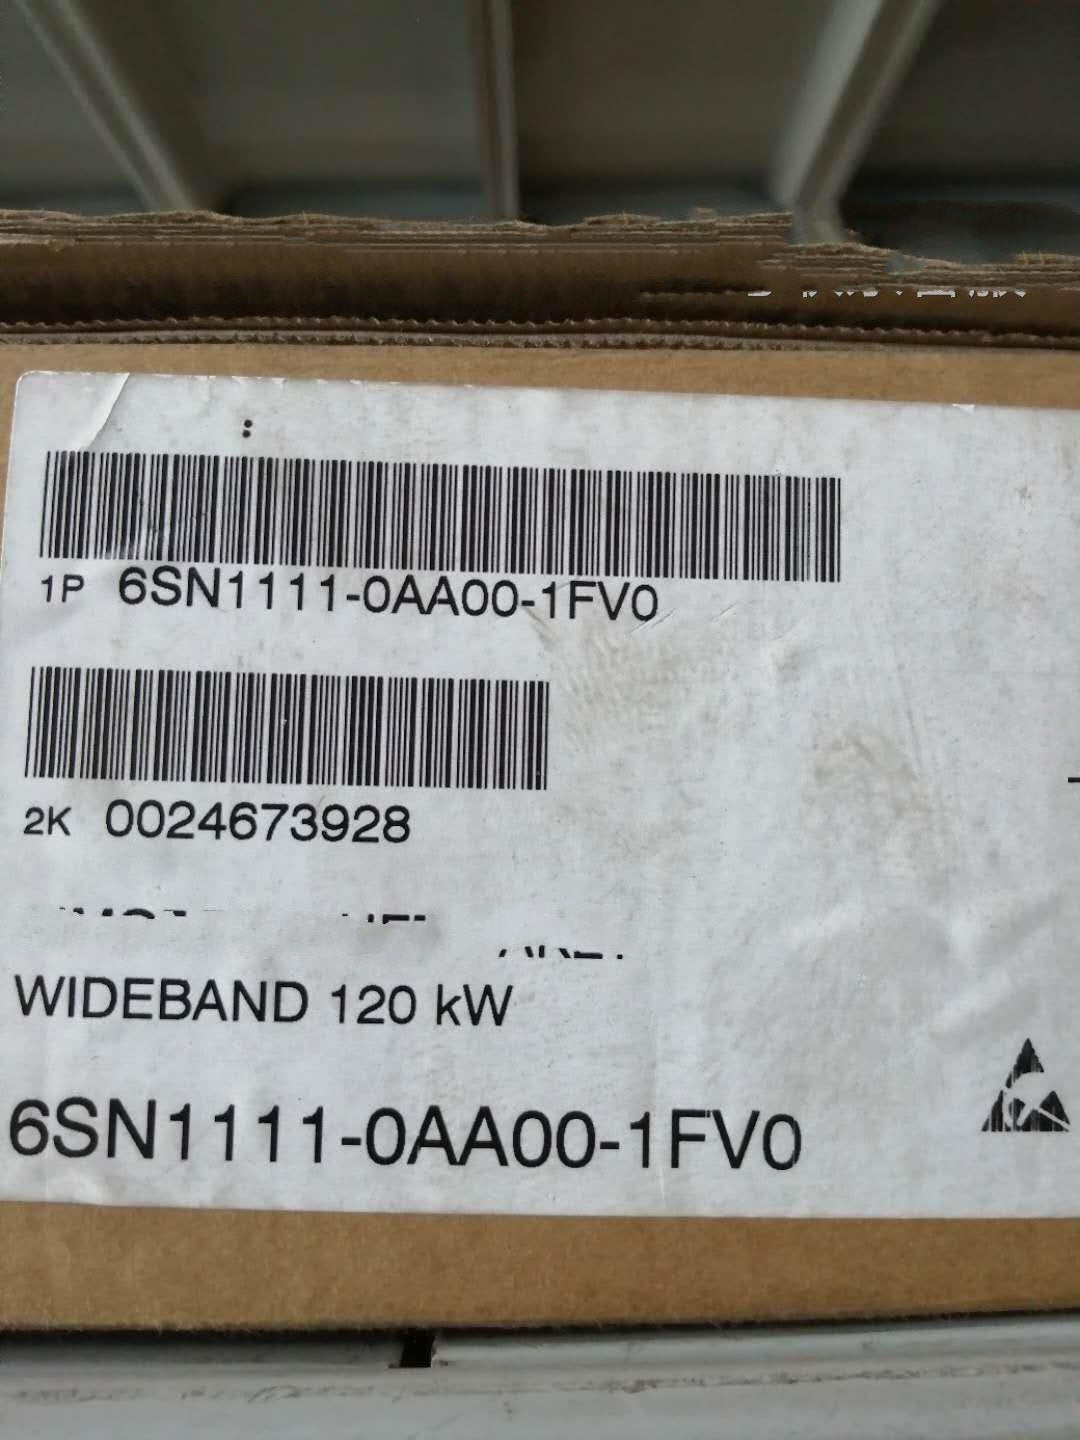 1P 6SN1111-0AA00-1FV0
2K 0024673928
WIDEBAND 120 kW
6SN1111-0AA00-1FV0